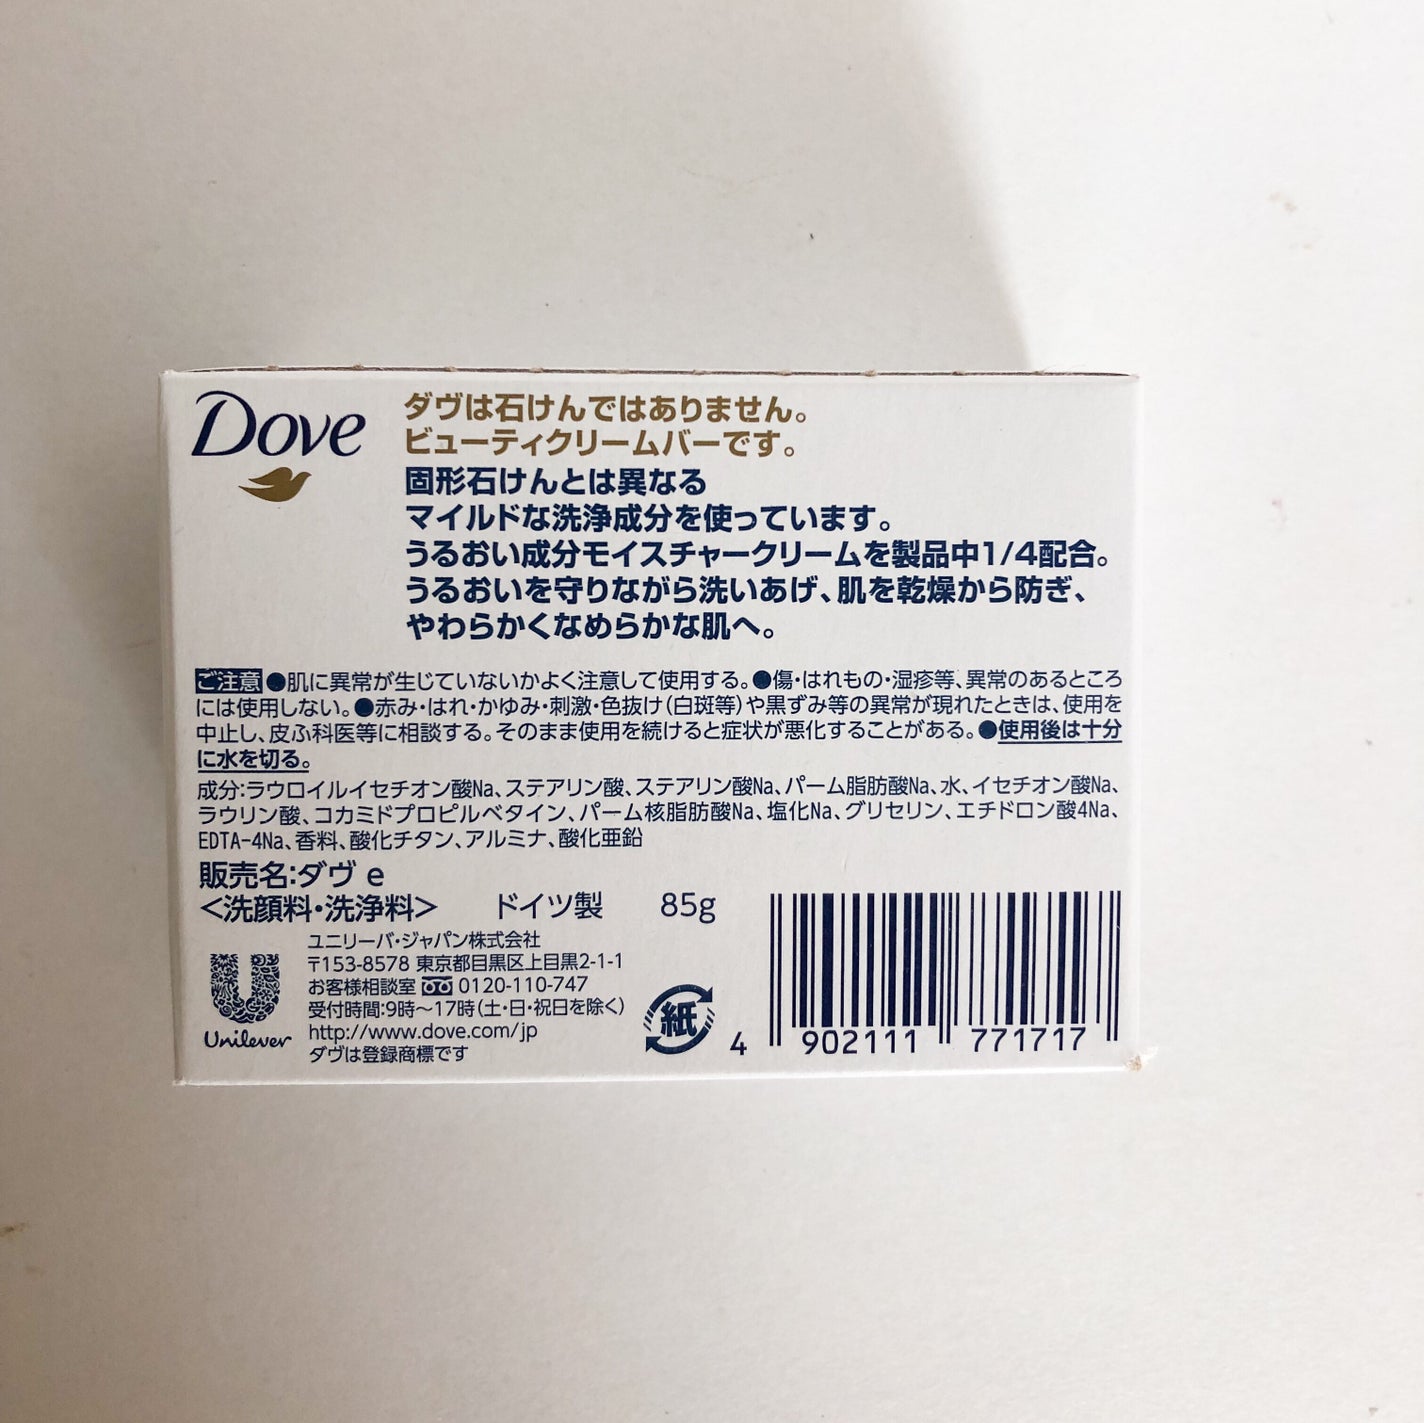 Dove
ダヴは石けんではありません。
ビューティクリームバーです。
固形石けんとは異なる
マイルドな洗浄成分を使っています。
うるおい成分モイスチャークリームを製品中1/4配合。
うるおいを守りながら洗いあげ、肌を乾燥から防ぎ、
やわらかくなめらかな肌へ。
ご注意●肌に異常が生じていないかよく注意して使用する。●傷・はれもの・湿疹等、異常のあるところ
には使用しない。●赤み・はれ・かゆみ・刺激・色抜け(白斑等)や黒ずみ等の異常が現れたときは、使用を
中止し、皮ふ科医等に相談する。そのまま使用を続けると症状が悪化することがある。●使用後は十分
に水を切る。
成分:ラウロイルイセチオン酸Na、ステアリン酸、ステアリン酸Na、パーム脂肪酸Na、水、イセチオン酸Na、
ラウリン酸、コカミドプロピルベタイン、パーム核脂肪酸Na、塩化Na、グリセリン、エチドロン酸4Na、
EDTA-4Na、香料、酸化チタン、アルミナ、酸化亜鉛
販売名:ダヴ e
<洗顔料・洗浄料> ドイツ製 85g
ユニリーバ・ジャパン株式会社
〒153-8578 東京都目黒区上目黒2-1-1
お客様相談室 0120-110-747
受付時間:9時～17時(土・日・祝日を除く)
http://www.dove.com/jp
ダヴは登録商標です
Unilever
紙
4 902111 771717